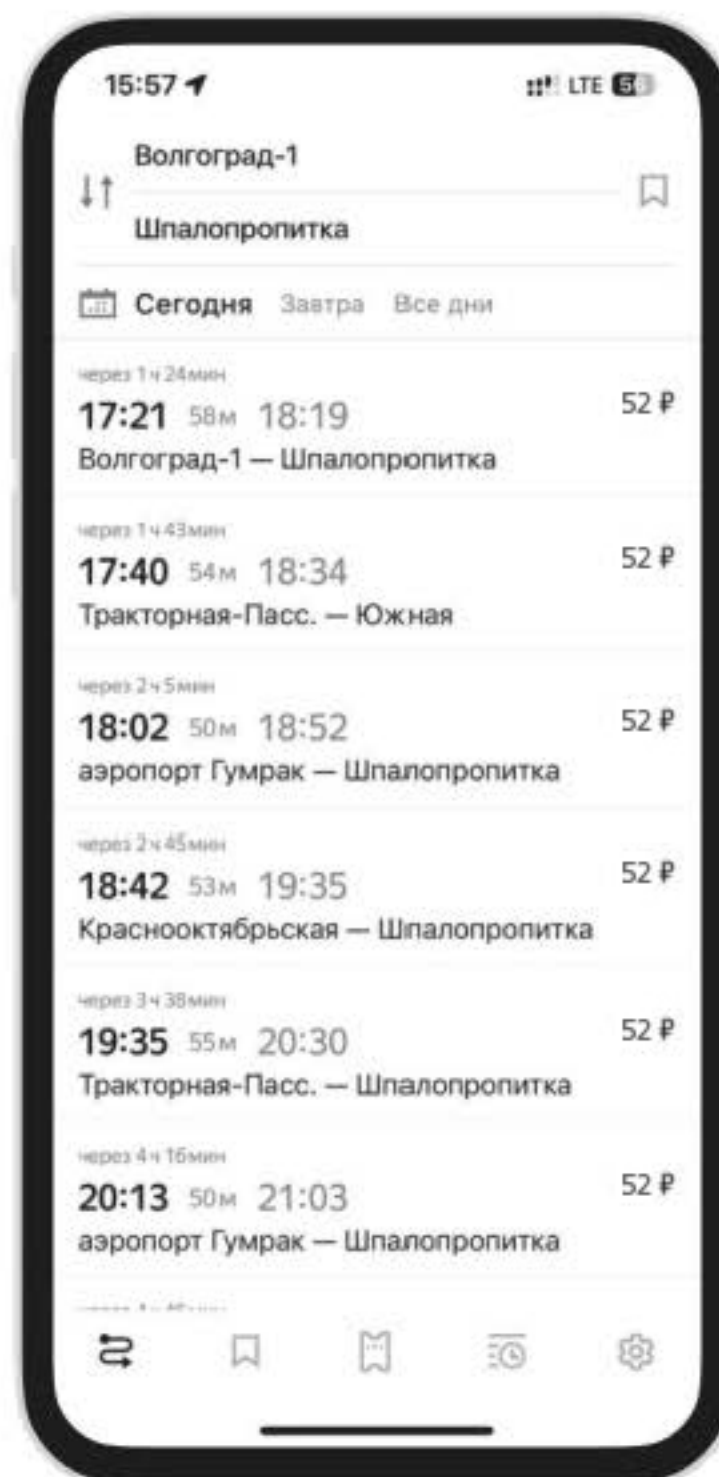 15:57
LTE
Волгоград-1
Шпалопропитка
Сегодня Завтра Все дни
через 1 ч 24мин
17:21 58м 18:19 52 ₽
Волгоград-1 — Шпалопропитка
через 1 ч 43мин
17:40 54м 18:34 52 ₽
Тракторная-Пасс. — Южная
через 2 ч 5мин
18:02 50м 18:52 52 ₽
аэропорт Гумрак — Шпалопропитка
через 2 ч 45мин
18:42 53м 19:35 52 ₽
Краснооктябрьская — Шпалопропитка
через 3 ч 38мин
19:35 55м 20:30 52 ₽
Тракторная-Пасс. — Шпалопропитка
через 4 ч 16мин
20:13 50м 21:03 52 ₽
аэропорт Гумрак — Шпалопропитка